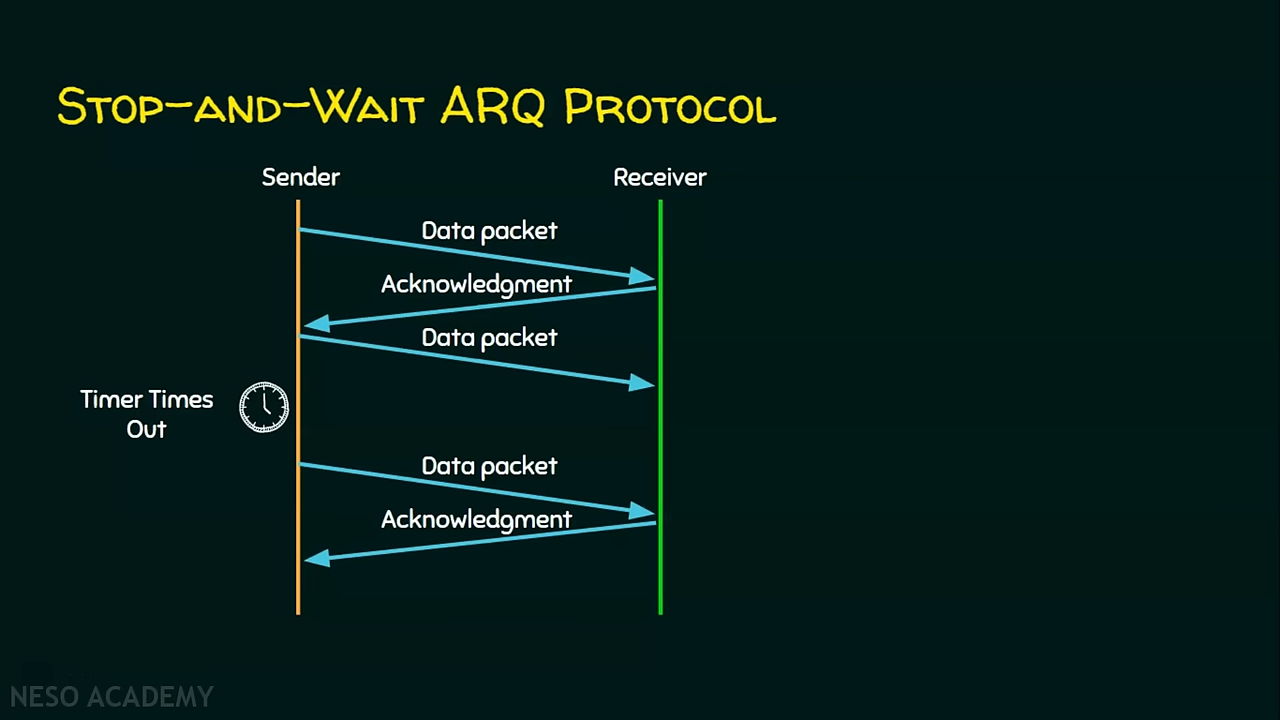 Stop-and-Wait ARQ Protocol
Sender
Receiver
Data packet
Acknowledgment
Data packet
Timer Times
Out
Data packet
Acknowledgment
NESO ACADEMY